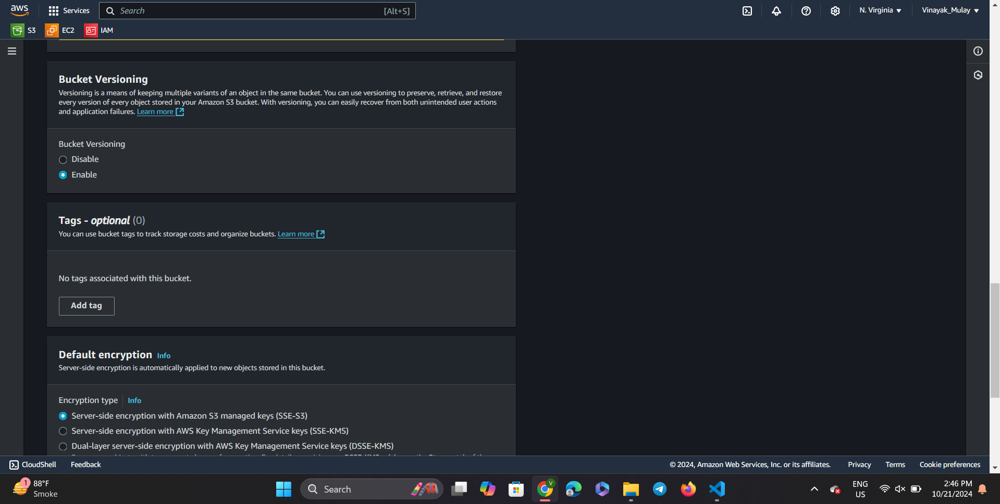 aws
Services
Search
[Alt+S]
N. Virginia
Vinayak_Mulay
S3
EC2
IAM
Bucket Versioning
Versioning is a means of keeping multiple variants of an object in the same bucket. You can use versioning to preserve, retrieve, and restore
every version of every object stored in your Amazon S3 bucket. With versioning, you can easily recover from both unintended user actions
and application failures. Learn more
Bucket Versioning
Disable
Enable
Tags - optional (0)
You can use bucket tags to track storage costs and organize buckets. Learn more
No tags associated with this bucket.
Add tag
Default encryption Info
Server-side encryption is automatically applied to new objects stored in this bucket.
Encryption type Info
Server-side encryption with Amazon S3 managed keys (SSE-S3)
Server-side encryption with AWS Key Management Service keys (SSE-KMS)
Dual-layer server-side encryption with AWS Key Management Service keys (DSSE-KMS)
CloudShell
Feedback
© 2024, Amazon Web Services, Inc. or its affiliates.
Privacy
Terms
Cookie preferences
1
88°F
Smoke
Search
V
ENG
US
2:46 PM
10/21/2024